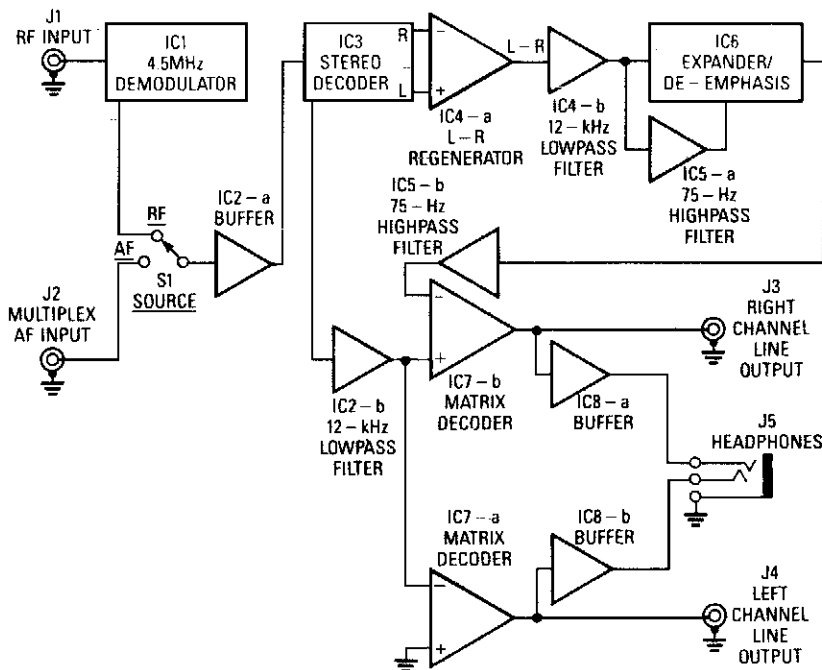 J1
RF INPUT
IC1
4.5MHz
DEMODULATOR
IC3
STEREO
DECODER
R
L
−
−
+
IC4-a
L-R
REGENERATOR
L-R
IC4-b
12-kHz
LOWPASS
FILTER
IC6
EXPANDER/
DE-EMPHASIS
IC5-a
75-Hz
HIGHPASS
FILTER
IC2-a
BUFFER
RF
AF
S1
SOURCE
J2
MULTIPLEX
AF INPUT
IC5-b
75-Hz
HIGHPASS
FILTER
IC2-b
12-kHz
LOWPASS
FILTER
−
+
IC7-b
MATRIX
DECODER
IC8-a
BUFFER
J3
RIGHT
CHANNEL
LINE
OUTPUT
J5
HEADPHONES
IC7-a
MATRIX
DECODER
−
+
IC8-b
BUFFER
J4
LEFT
CHANNEL
LINE
OUTPUT